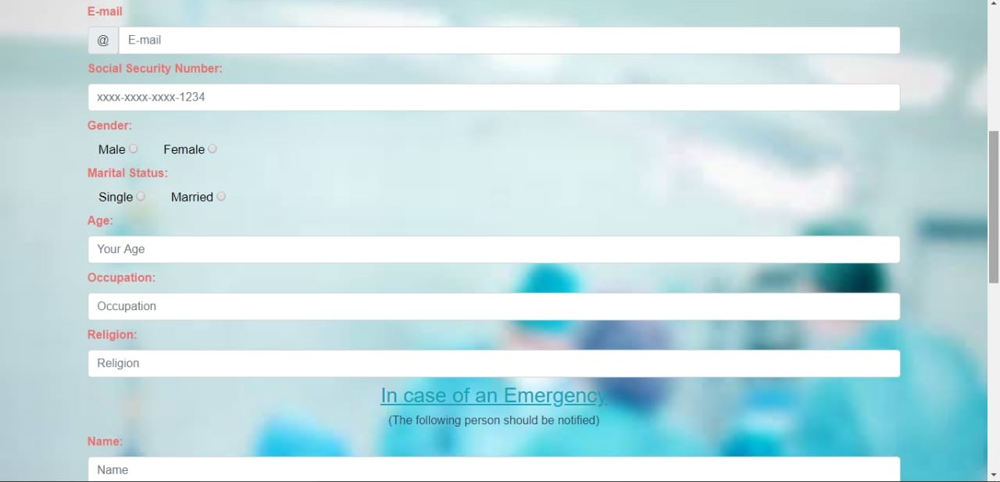 E-mail
@ E-mail
Social Security Number:
xxxx-xxxx-xxxx-1234
Gender:
Male Female
Marital Status:
Single Married
Age:
Your Age
Occupation:
Occupation
Religion:
Religion
In case of an Emergency
(The following person should be notified)
Name:
Name